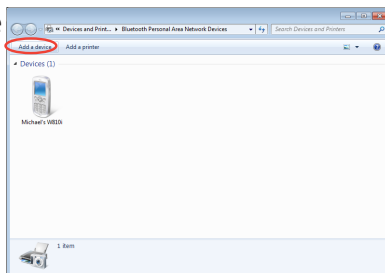 « Devices and Print... ▸ Bluetooth Personal Area Network Devices
Search Devices and Printers
Add a device
Add a printer
Devices (1)
Michael's W810i
1 item